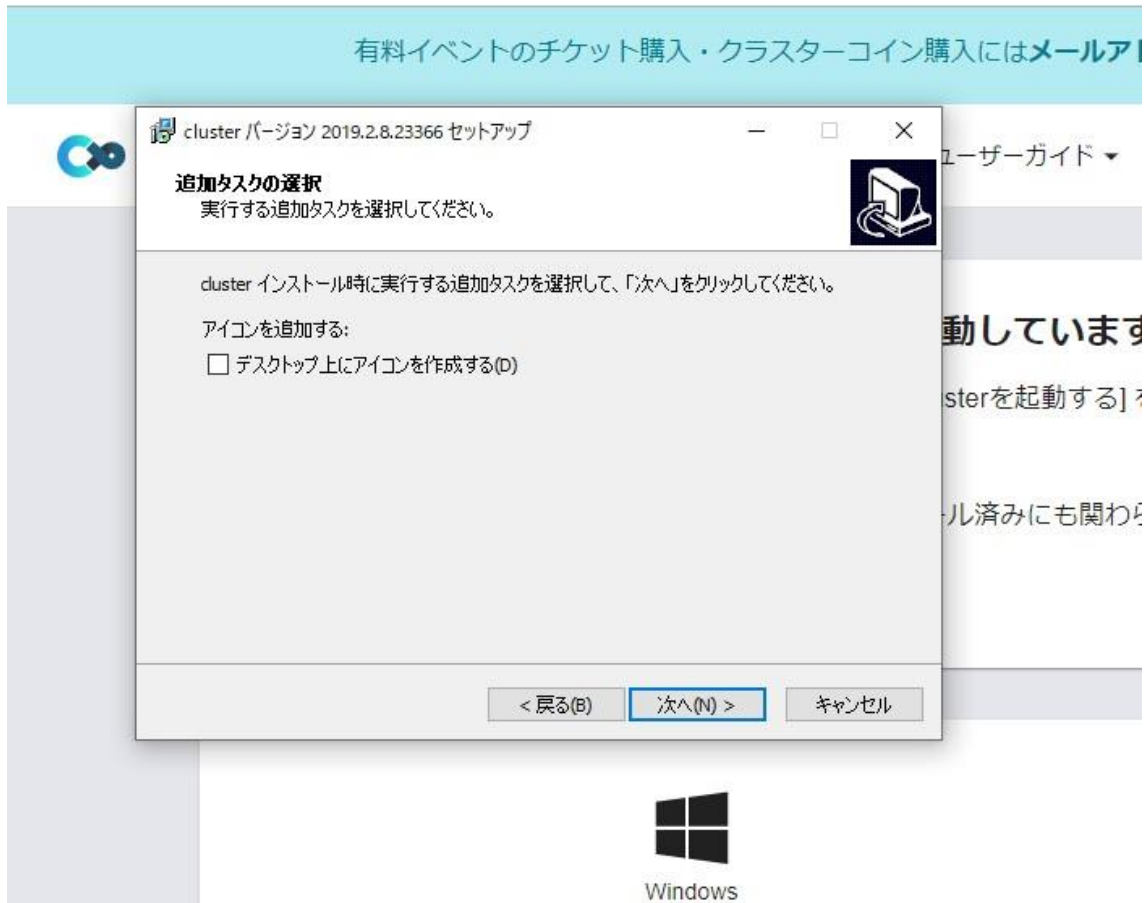 有料イベントのチケット購入・クラスターコイン購入にはメールア
cluster バージョン 2019.2.8.23366 セットアップ
ユーザーガイド
追加タスクの選択
実行する追加タスクを選択してください。
cluster インストール時に実行する追加タスクを選択して、「次へ」をクリックしてください。
アイコンを追加する:
動しています
デスクトップ上にアイコンを作成する(D)
sterを起動する]
ル済みにも関わら
< 戻る(B)
次へ(N) >
キャンセル
Windows